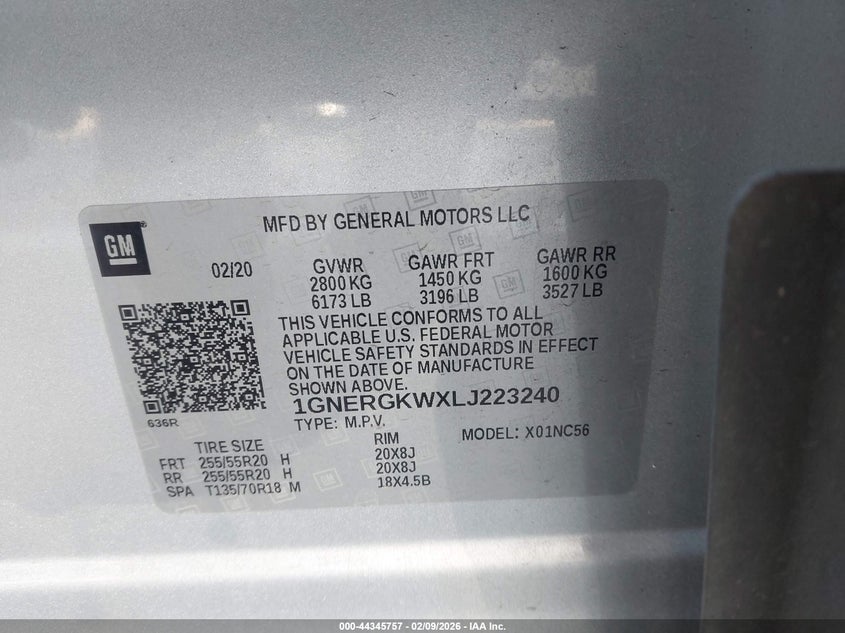 MFD BY GENERAL MOTORS LLC
GM
02/20
GVWR GAWR FRT GAWR RR
2800 KG 1450 KG 1600 KG
6173 LB 3196 LB 3527 LB
THIS VEHICLE CONFORMS TO ALL
APPLICABLE U.S. FEDERAL MOTOR
VEHICLE SAFETY STANDARDS IN EFFECT
ON THE DATE OF MANUFACTURE
SHOWN ABOVE.
1GNERGKWXLJ223240
636R
TYPE: M.P.V. MODEL: X01NC56
TIRE SIZE RIM
FRT 255/55R20 H 20X8J
RR 255/55R20 H 20X8J
SPA T135/70R18 M 18X4.5B
000-44345757 - 02/09/2026 - IAA Inc.